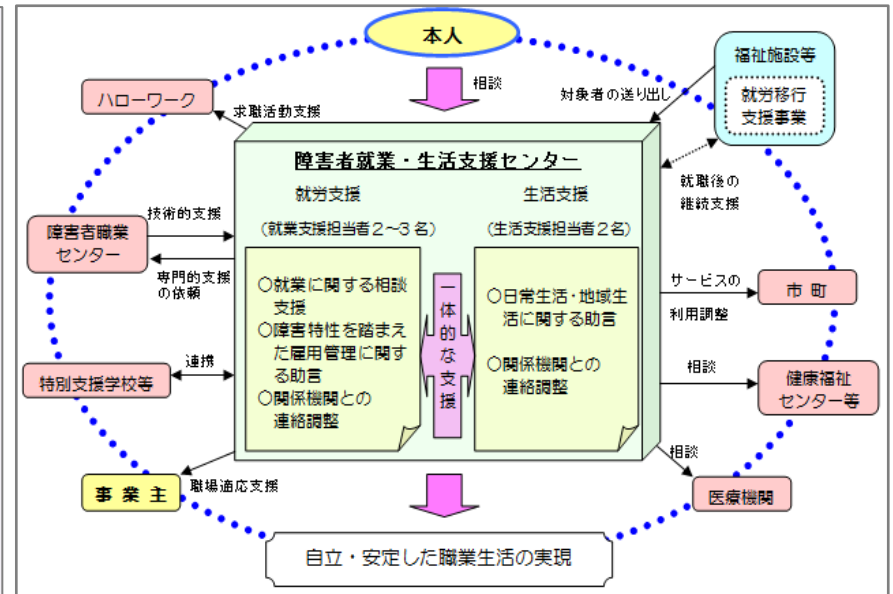 本人
相談
福祉施設等
就労移行
支援事業
対象者の送り出し
ハローワーク
求職活動支援
障害者就業・生活支援センター
就労支援
(就業支援担当者2~3名)
生活支援
(生活支援担当者2名)
就職後の
継続支援
障害者職業
センター
技術的支援
専門的支援
の依頼
○就業に関する相談
支援
○障害特性を踏まえ
た雇用管理に関す
る助言
○関係機関との
連絡調整
一体的な支援
○日常生活・地域生
活に関する助言
○関係機関との
連絡調整
サービスの
利用調整
市町
特別支援学校等
連携
相談
健康福祉
センター等
事業主
職場適応支援
相談
医療機関
自立・安定した職業生活の実現